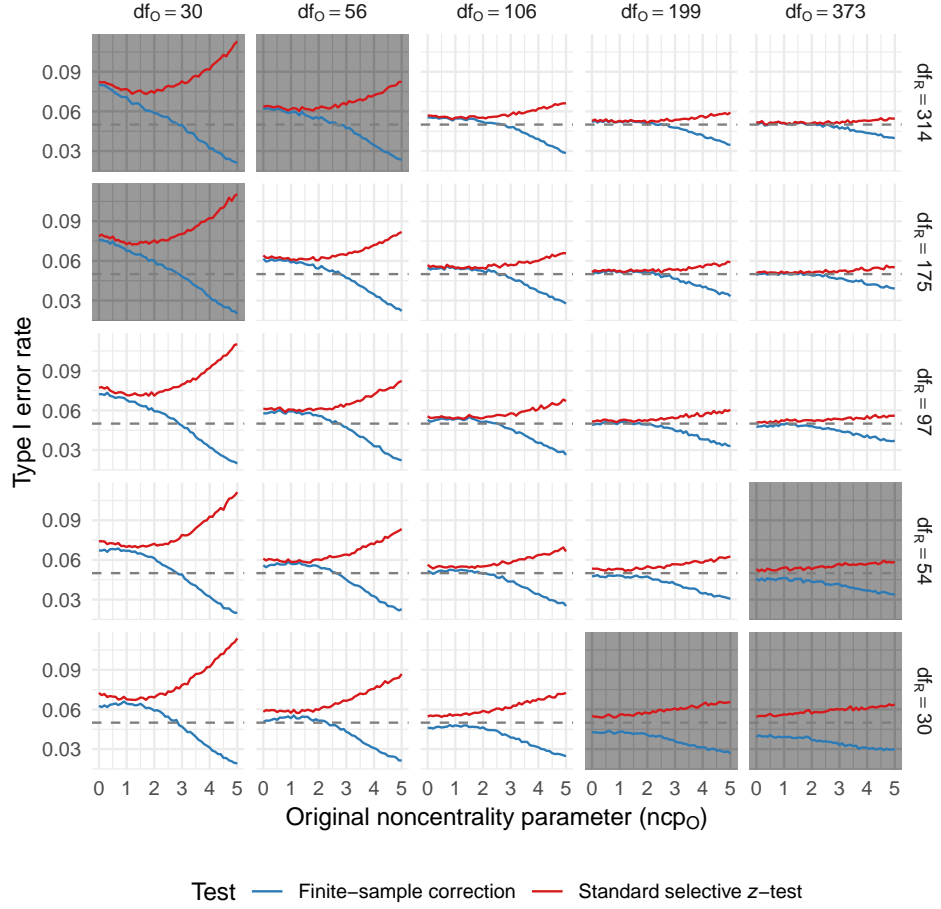 df_O = 30 df_O = 56 df_O = 106 df_O = 199 df_O = 373
Type I error rate
0.09
0.06
0.03
df_R = 314
0.09
0.06
0.03
df_R = 175
0.09
0.06
0.03
df_R = 97
0.09
0.06
0.03
df_R = 54
0.09
0.06
0.03
df_R = 30
0 1 2 3 4 5 0 1 2 3 4 5 0 1 2 3 4 5 0 1 2 3 4 5 0 1 2 3 4 5
Original noncentrality parameter (ncp_O)
Test Finite−sample correction Standard selective z−test